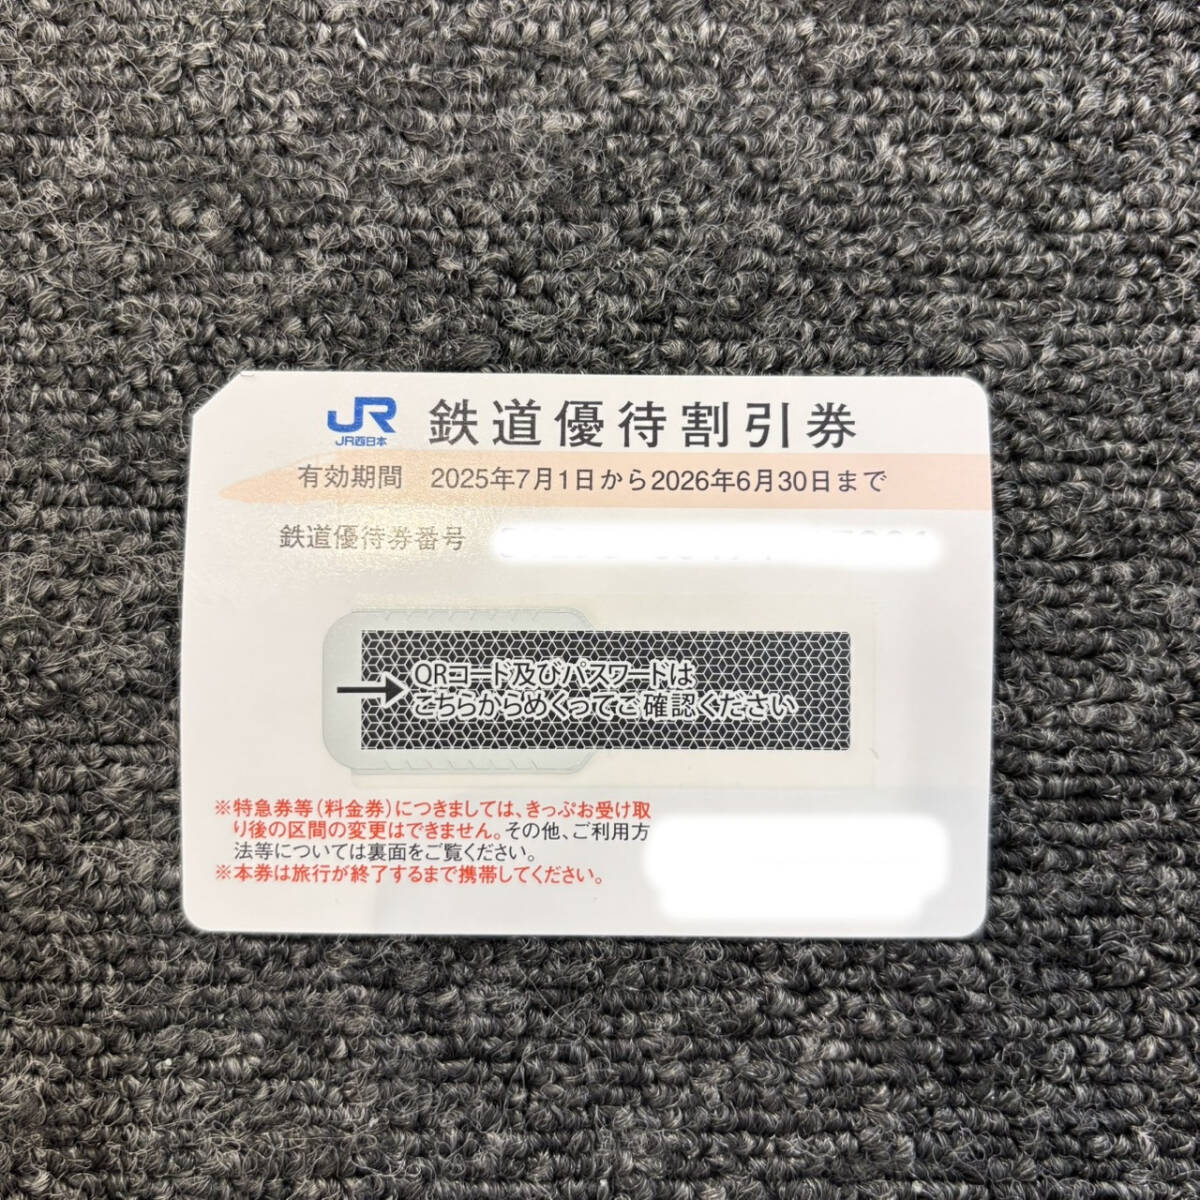 JR
JR西日本
鉄道優待割引券
有効期間 2025年7月1日から2026年6月30日まで
鉄道優待券番号
QRコード及びパスワードは
こちらからめくってご確認ください
※特急券等(料金券)につきましては、きっぷお受け取
り後の区間の変更はできません。その他、ご利用方
法等については裏面をご覧ください。
※本券は旅行が終了するまで携帯してください。